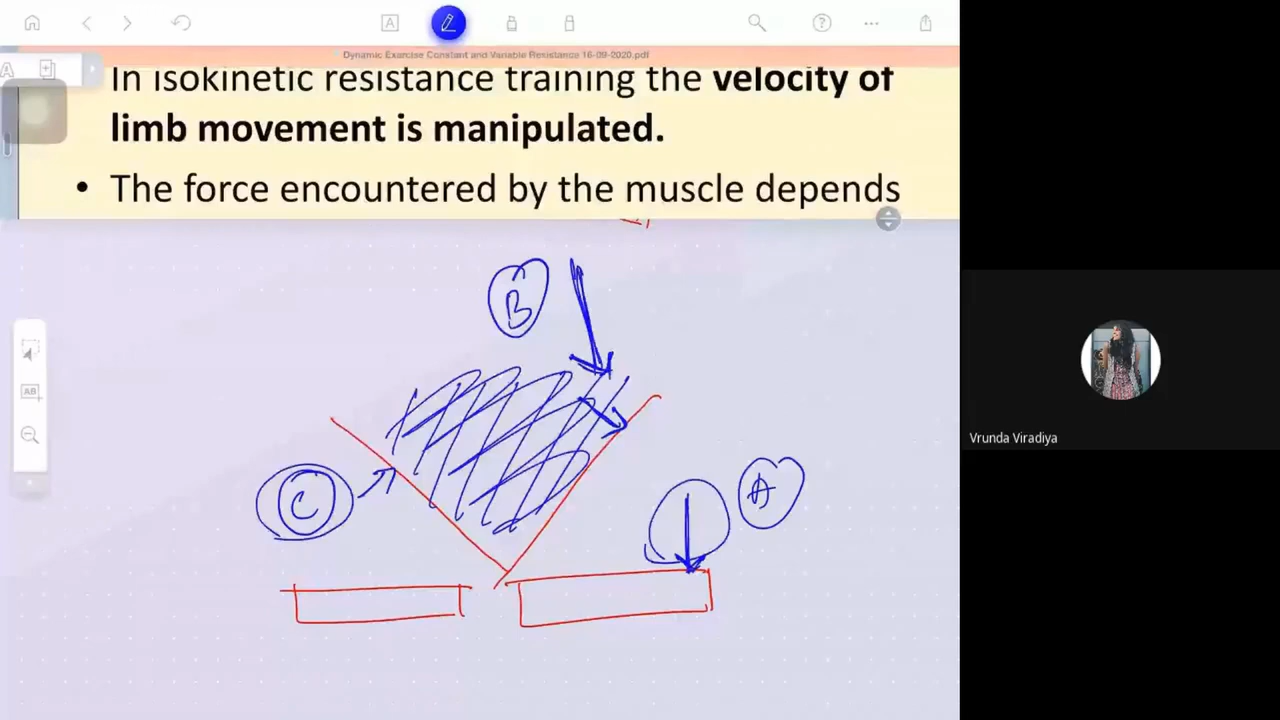 Dynamic Exercise Constant and Variable Resistance 16-09-2020.pdf
In isokinetic resistance training the velocity of
limb movement is manipulated.
• The force encountered by the muscle depends
B
C
A
Vrunda Viradiya